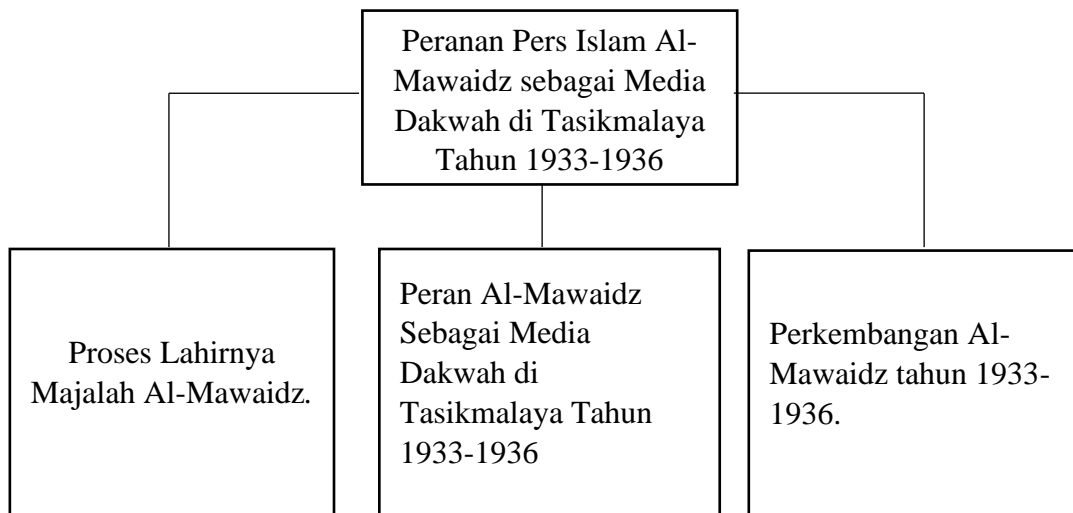 Peranan Pers Islam Al-
Mawaidz sebagai Media
Dakwah di Tasikmalaya
Tahun 1933-1936
Proses Lahirnya
Majalah Al-Mawaidz.
Peran Al-Mawaidz
Sebagai Media
Dakwah di
Tasikmalaya Tahun
1933-1936
Perkembangan Al-
Mawaidz tahun 1933-
1936.